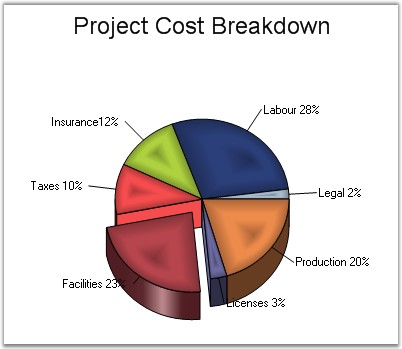 Project Cost Breakdown
Labour 28%
Insurance12%
Taxes 10%
Legal 2%
Production 20%
Facilities 23%
Licenses 3%